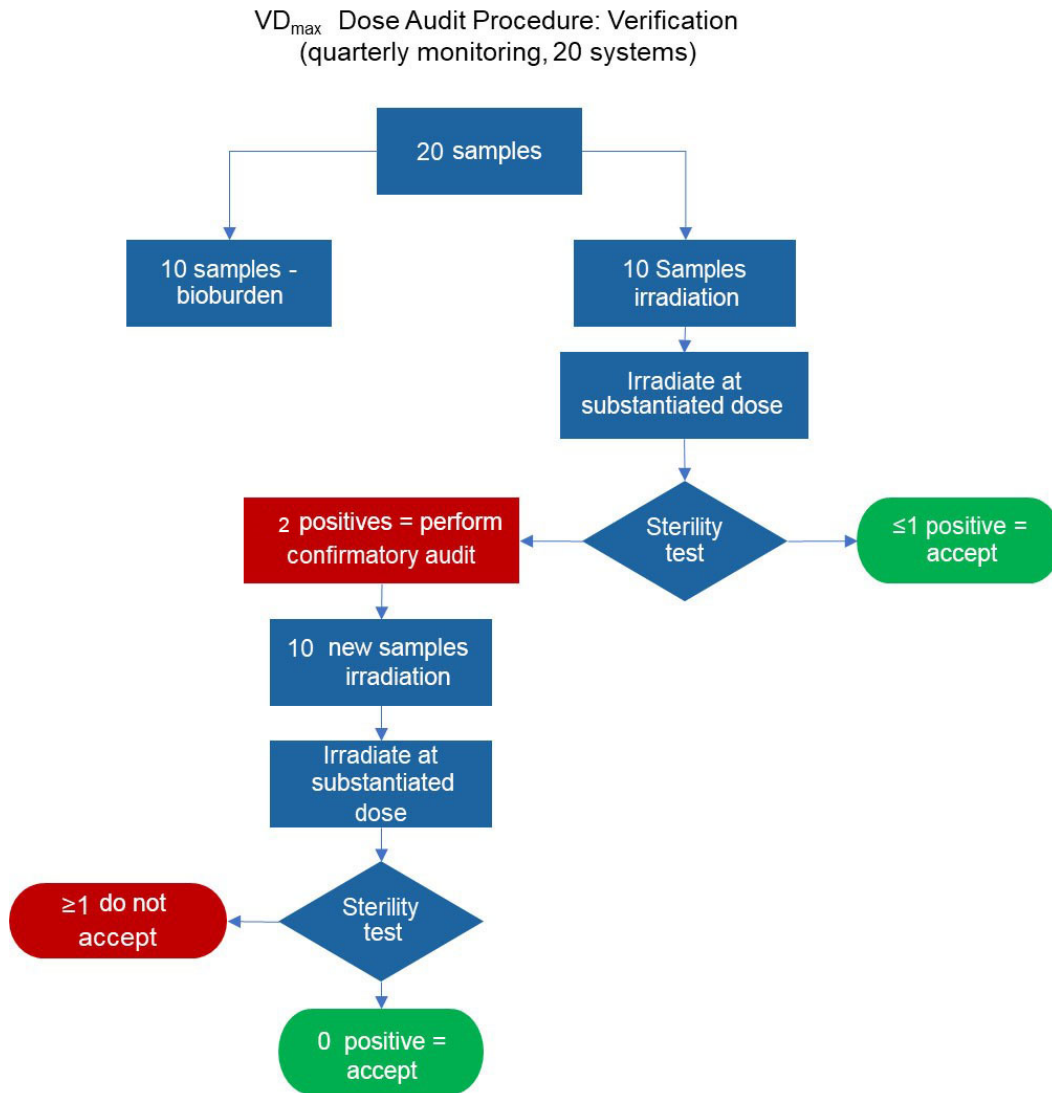 VDmax Dose Audit Procedure: Verification
(quarterly monitoring, 20 systems)
20 samples
10 samples -
bioburden
10 Samples
irradiation
Irradiate at
substantiated dose
Sterility
test
≤1 positive =
accept
2 positives = perform
confirmatory audit
10 new samples
irradiation
Irradiate at
substantiated
dose
Sterility
test
≥1 do not
accept
0 positive =
accept